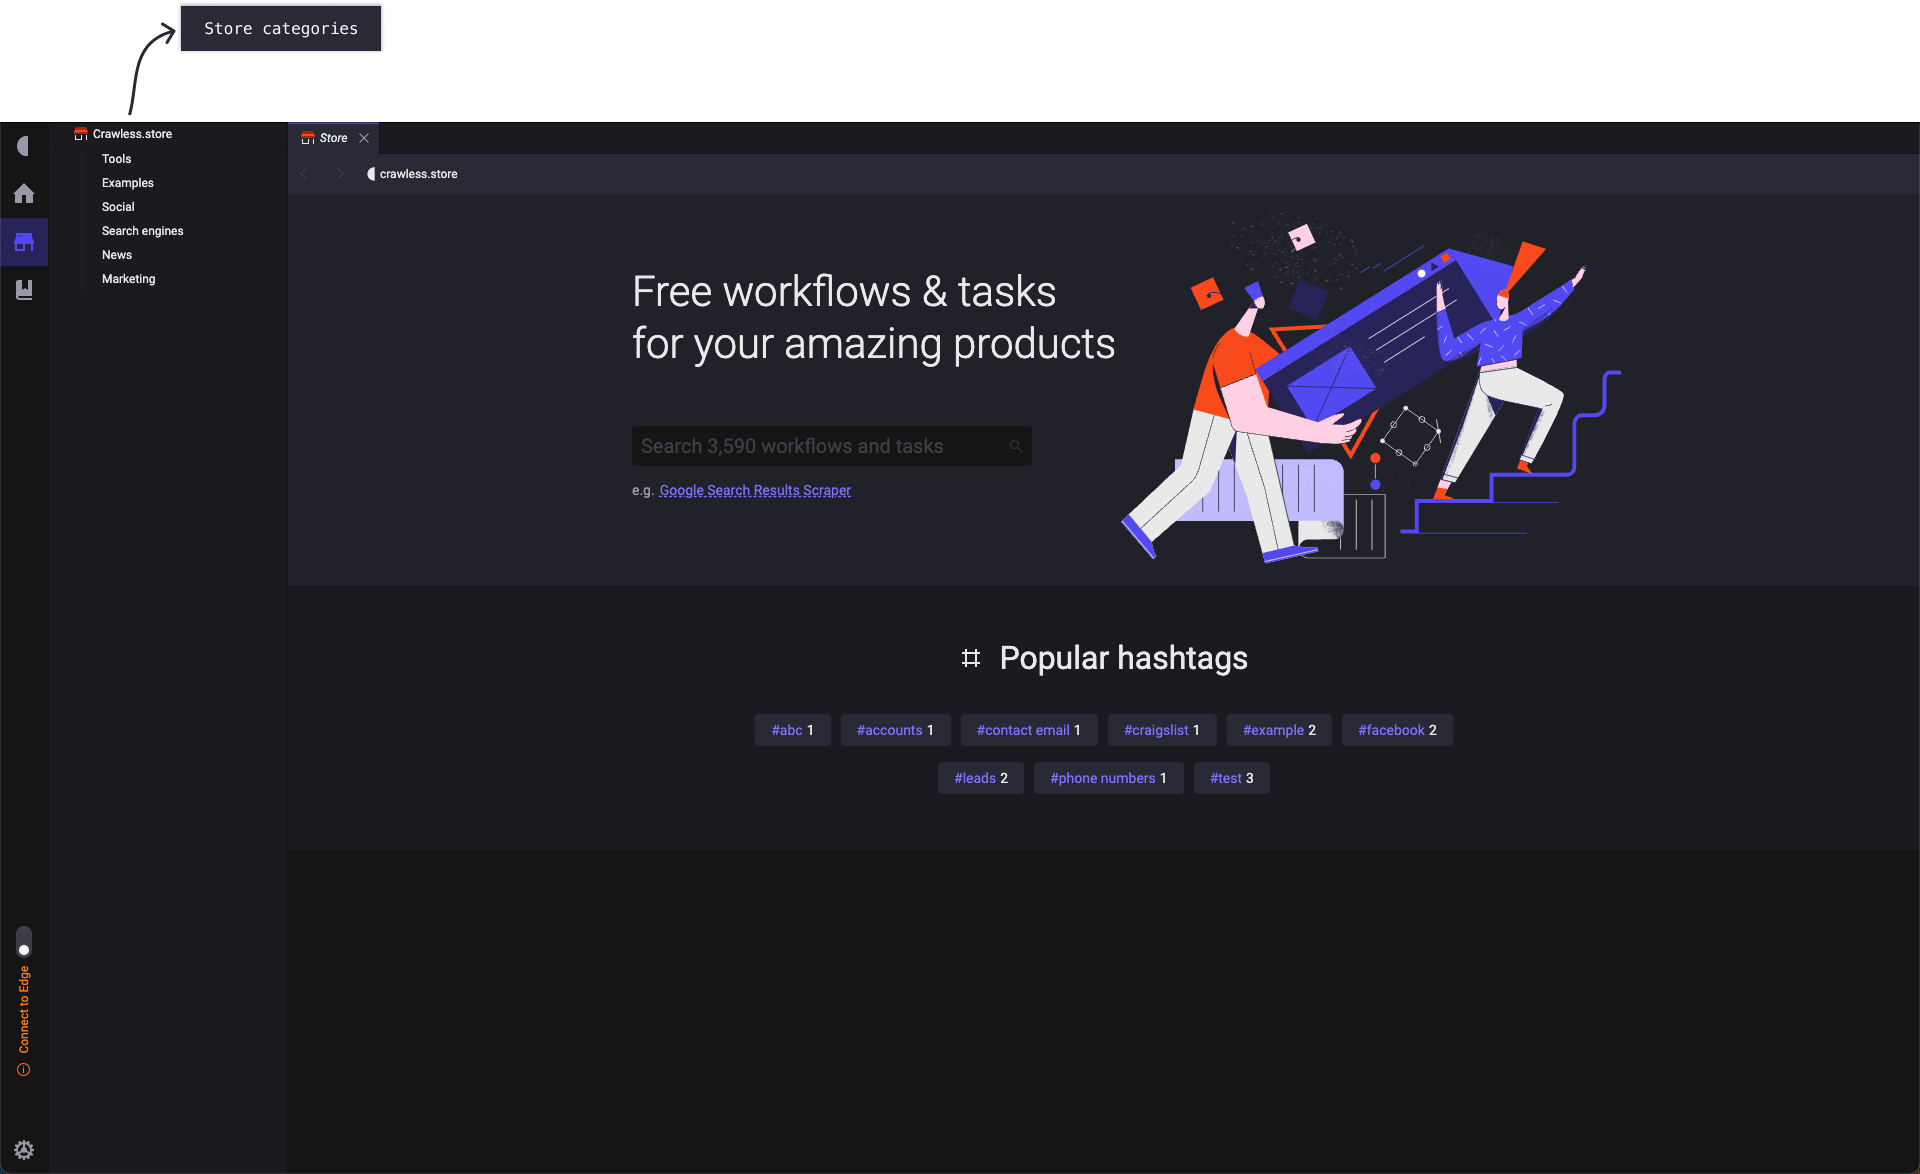 Store categories
Crawless.store
Tools
Examples
Social
Search engines
News
Marketing
Connect to Edge
Store
crawless.store
Free workflows & tasks
for your amazing products
Search 3,590 workflows and tasks
e.g. Google Search Results Scraper
Popular hashtags
#abc 1 #accounts 1 #contact email 1 #craigslist 1 #example 2 #facebook 2
#leads 2 #phone numbers 1 #test 3